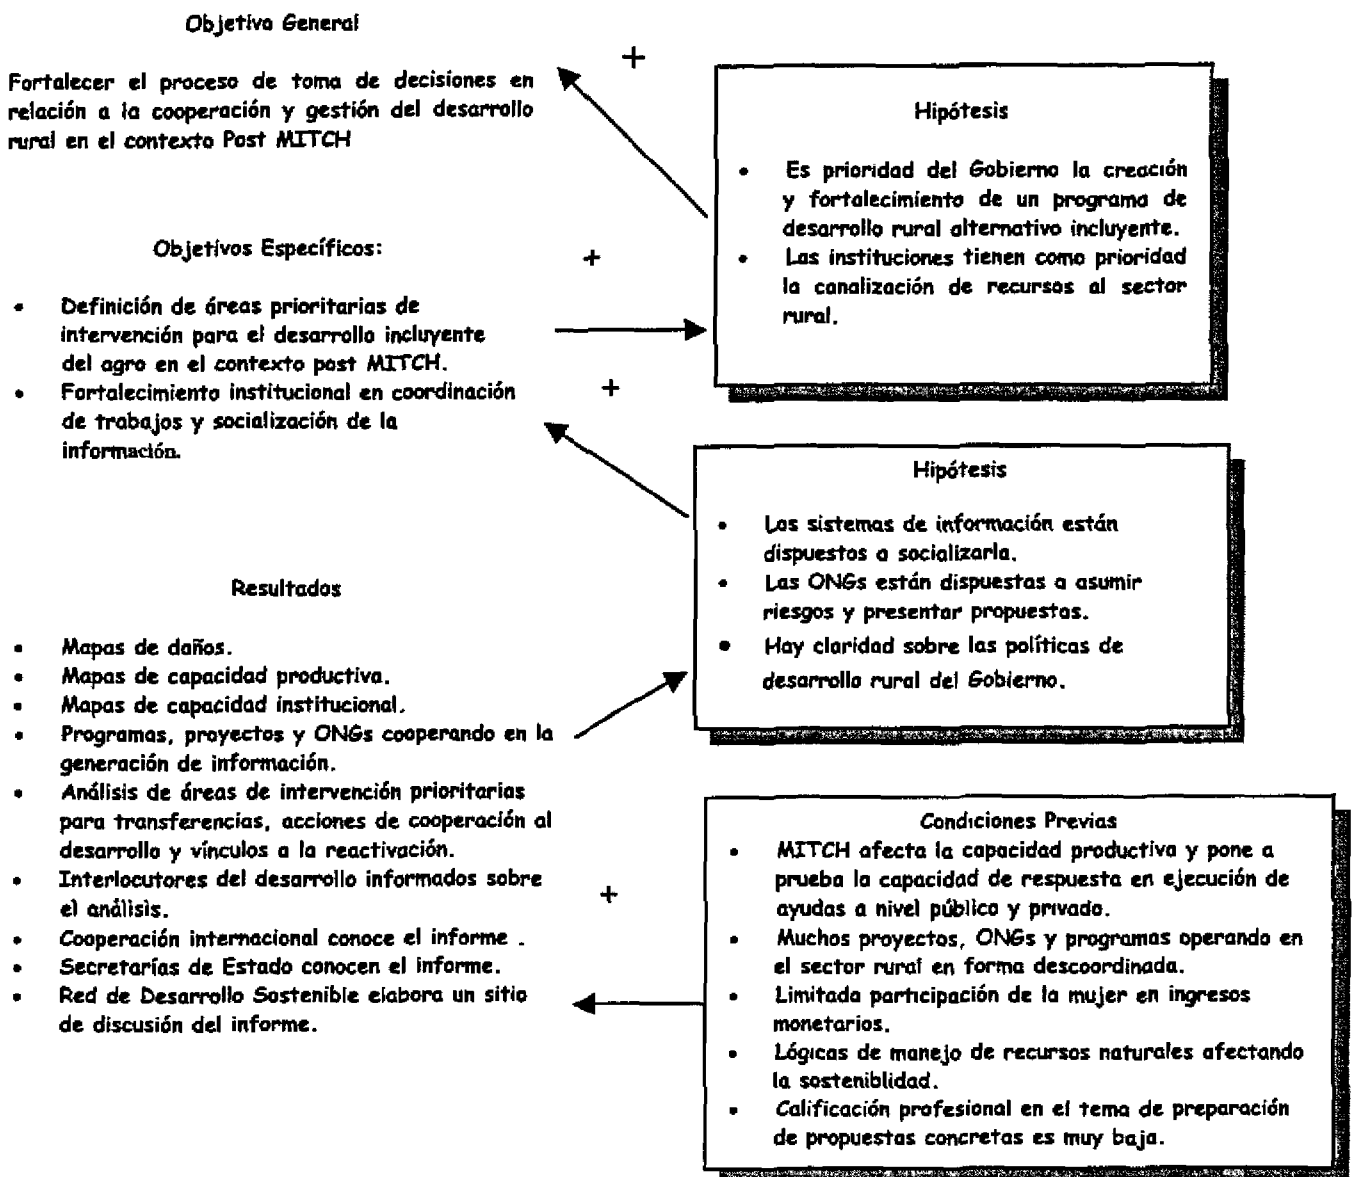 Objetivo General
+
Fortalecer el proceso de toma de decisiones en
relación a la cooperación y gestión del desarrollo
rural en el contexto Post MITCH
Hipótesis
• Es prioridad del Gobierno la creación
y fortalecimiento de un programa de
desarrollo rural alternativo incluyente.
• Las instituciones tienen como prioridad
la canalización de recursos al sector
rural.
Objetivos Específicos:
+
• Definición de áreas prioritarias de
intervención para el desarrollo incluyente
del agro en el contexto post MITCH.
• Fortalecimiento institucional en coordinación
de trabajos y socialización de la
información.
+
Hipótesis
• Los sistemas de información están
dispuestos a socializarla.
• Las ONGs están dispuestas a asumir
riesgos y presentar propuestas.
• Hay claridad sobre las políticas de
desarrollo rural del Gobierno.
Resultados
• Mapas de daños.
• Mapas de capacidad productiva.
• Mapas de capacidad institucional.
• Programas, proyectos y ONGs cooperando en la
generación de información.
• Análisis de áreas de intervención prioritarias
para transferencias, acciones de cooperación al
desarrollo y vínculos a la reactivación.
• Interlocutores del desarrollo informados sobre
el análisis.
• Cooperación internacional conoce el informe .
• Secretarías de Estado conocen el informe.
• Red de Desarrollo Sostenible elabora un sitio
de discusión del informe.
+
Condiciones Previas
• MITCH afecta la capacidad productiva y pone a
prueba la capacidad de respuesta en ejecución de
ayudas a nivel público y privado.
• Muchos proyectos, ONGs y programas operando en
el sector rural en forma descoordinada.
• Limitada participación de la mujer en ingresos
monetarios.
• Lógicas de manejo de recursos naturales afectando
la sosteniblidad.
• Calificación profesional en el tema de preparación
de propuestas concretas es muy baja.